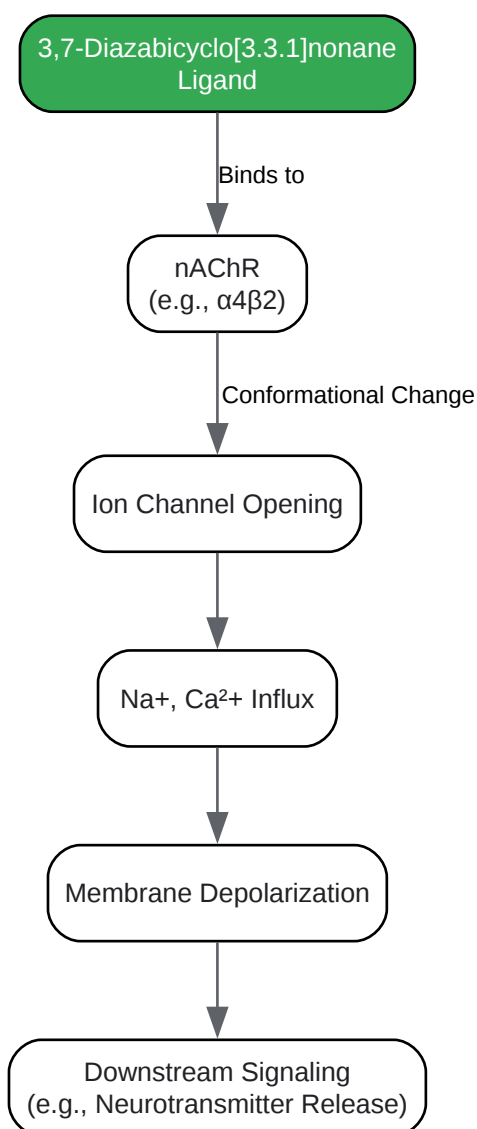 3,7-Diazabicyclo[3.3.1]nonane
Ligand
Binds to
nAChR
(e.g., α4β2)
Conformational Change
Ion Channel Opening
Na+, Ca²+ Influx
Membrane Depolarization
Downstream Signaling
(e.g., Neurotransmitter Release)